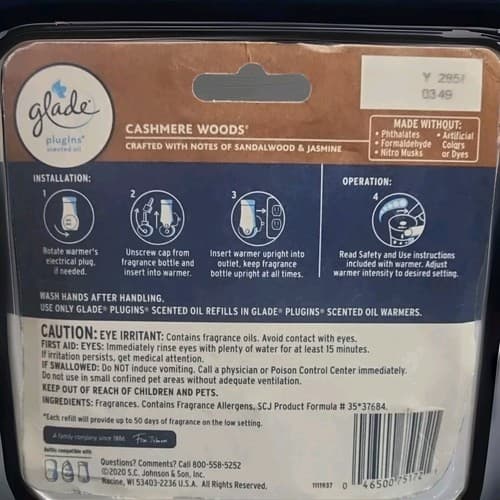 Y 2951
0349
glade®
plugins®
scented oil
CASHMERE WOODS®
CRAFTED WITH NOTES OF SANDALWOOD & JASMINE
MADE WITHOUT:
• Phthalates
• Formaldehyde
• Nitro Musks
• Artificial
Colors
or Dyes
INSTALLATION:
1
Rotate warmer's
electrical plug,
if needed.
2
Unscrew cap from
fragrance bottle and
insert into warmer.
3
Insert warmer upright into
outlet, keep fragrance
bottle upright at all times.
OPERATION:
4
Read Safety and Use instructions
included with warmer. Adjust
warmer intensity to desired setting.
WASH HANDS AFTER HANDLING.
USE ONLY GLADE® PLUGINS® SCENTED OIL REFILLS IN GLADE® PLUGINS® SCENTED OIL WARMERS.
CAUTION: EYE IRRITANT: Contains fragrance oils. Avoid contact with eyes.
FIRST AID: EYES: Immediately rinse eyes with plenty of water for at least 15 minutes.
If irritation persists, get medical attention.
IF SWALLOWED: Do NOT induce vomiting. Call a physician or Poison Control Center immediately.
Do not use in small confined pet areas without adequate ventilation.
KEEP OUT OF REACH OF CHILDREN AND PETS.
INGREDIENTS: Fragrances. Contains Fragrance Allergens, SCJ Product Formula # 35*37684.
*Each refill will provide up to 50 days of fragrance on the low setting.
A family company since 1886
Refills compatible with
Questions? Comments? Call 800-558-5252
©2020 S.C. Johnson & Son, Inc.
Racine, WI 53403-2236 U.S.A. All Rights Reserved.
1111937
0 46500 75172